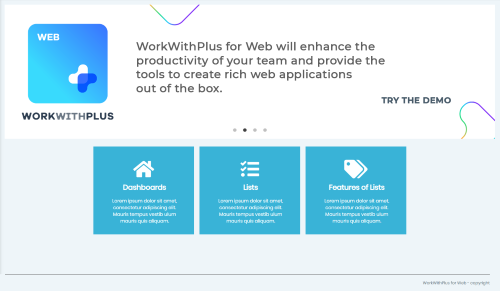 WEB
WORKWITHPLUS
WorkWithPlus for Web will enhance the
productivity of your team and provide the
tools to create rich web applications
out of the box.
TRY THE DEMO
Dashboards
Lorem ipsum dolor sit amet,
consectetur adipiscing elit.
Mauris tempus vestib ulum
mauris quis aliquam.
Lists
Lorem ipsum dolor sit amet,
consectetur adipiscing elit.
Mauris tempus vestib ulum
mauris quis aliquam.
Features of Lists
Lorem ipsum dolor sit amet,
consectetur adipiscing elit.
Mauris tempus vestib ulum
mauris quis aliquam.
WorkWithPlus for Web - copyright